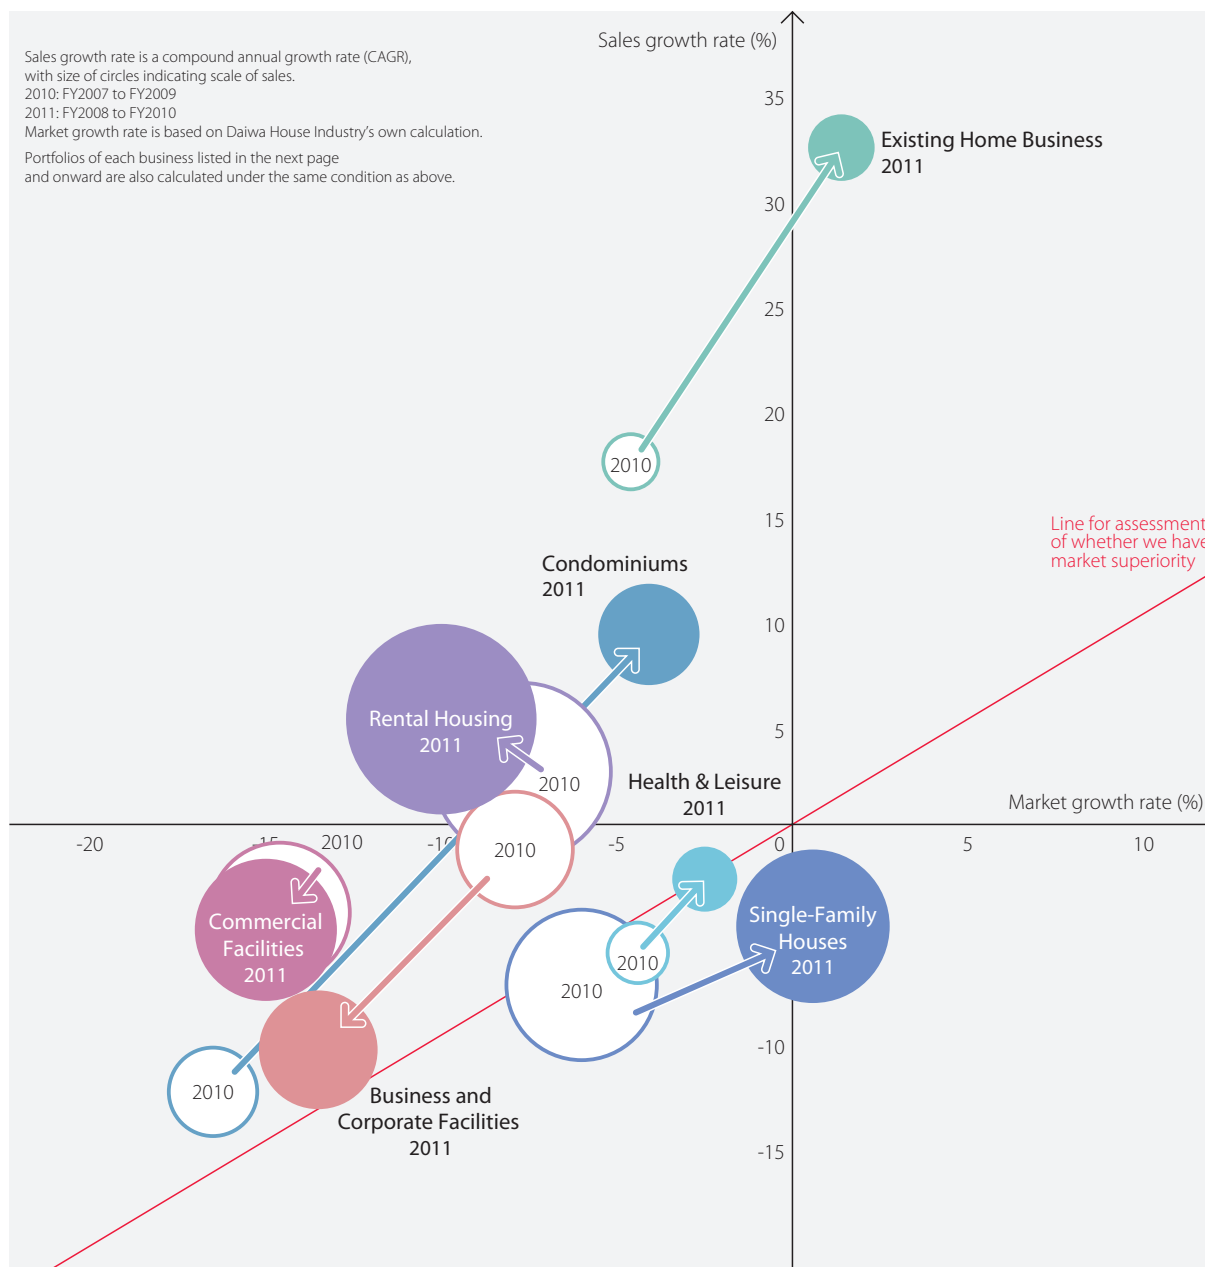 Sales growth rate (%)
Sales growth rate is a compound annual growth rate (CAGR),
with size of circles indicating scale of sales.
2010: FY2007 to FY2009
2011: FY2008 to FY2010
Market growth rate is based on Daiwa House Industry's own calculation.
Portfolios of each business listed in the next page
and onward are also calculated under the same condition as above.
35
Existing Home Business
2011
30
25
20
2010
15
Line for assessment
of whether we have
market superiority
Condominiums
2011
10
Rental Housing
2011
5
2010
Health & Leisure
2011
Market growth rate (%)
-20
-15
2010
-10
2010
-5
0
5
10
Commercial
Facilities
2011
Single-Family
Houses
2011
2010
2010
-10
2010
Business and
Corporate Facilities
2011
-15